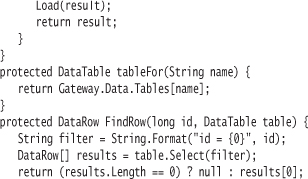 Load(result);
return result;
}
}
protected DataTable tableFor(String name) {
return Gateway.Data.Tables[name];
}
protected DataRow FindRow(long id, DataTable table) {
String filter = String.Format("id = {0}", id);
DataRow[] results = table.Select(filter);
return (results.Length == 0) ? null : results[0];